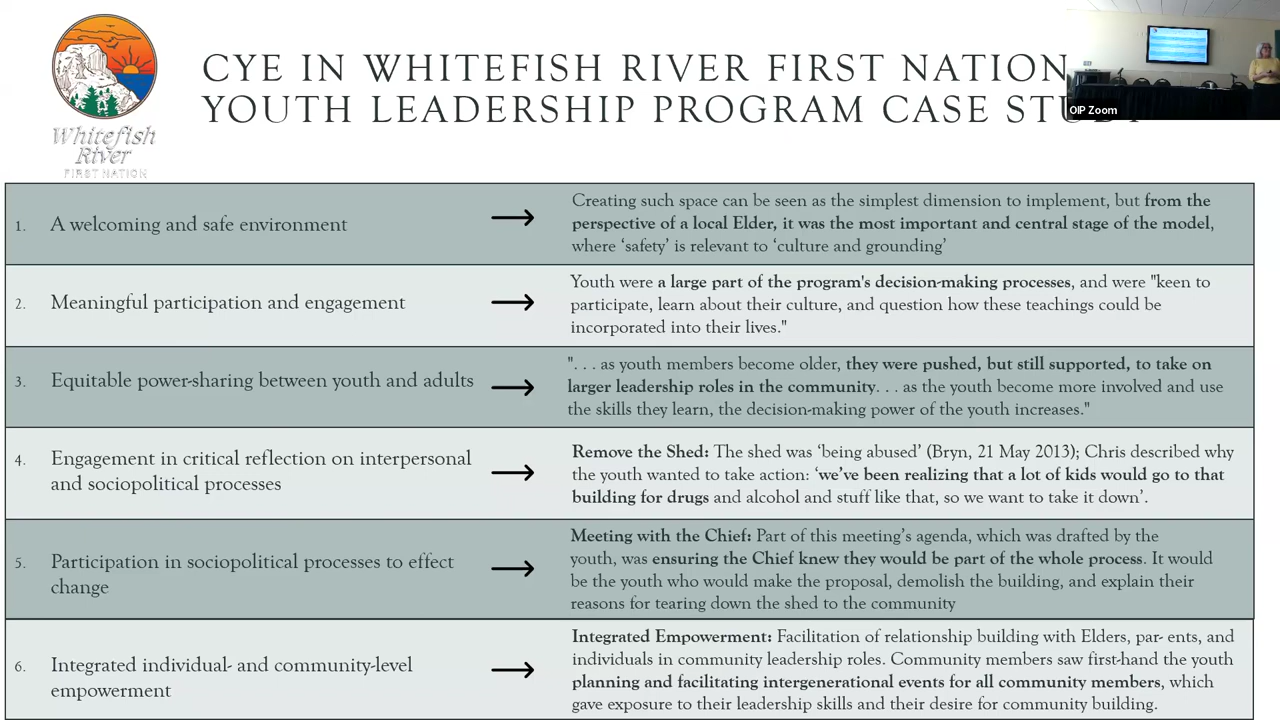 CYE IN WHITEFISH RIVER FIRST NATION
YOUTH LEADERSHIP PROGRAM CASE STUDY
Whitefish
River
FIRST NATION
OIP Zoom
1. A welcoming and safe environment
Creating such space can be seen as the simplest dimension to implement, but from the
perspective of a local Elder, it was the most important and central stage of the model,
where ‘safety’ is relevant to ‘culture and grounding’
2. Meaningful participation and engagement
Youth were a large part of the program's decision-making processes, and were "keen to
participate, learn about their culture, and question how these teachings could be
incorporated into their lives."
3. Equitable power-sharing between youth and adults
". . . as youth members become older, they were pushed, but still supported, to take on
larger leadership roles in the community. . . as the youth become more involved and use
the skills they learn, the decision-making power of the youth increases."
4. Engagement in critical reflection on interpersonal
and sociopolitical processes
Remove the Shed: The shed was ‘being abused’ (Bryn, 21 May 2013); Chris described why
the youth wanted to take action: ‘we’ve been realizing that a lot of kids would go to that
building for drugs and alcohol and stuff like that, so we want to take it down’.
5. Participation in sociopolitical processes to effect
change
Meeting with the Chief: Part of this meeting’s agenda, which was drafted by the
youth, was ensuring the Chief knew they would be part of the whole process. It would
be the youth who would make the proposal, demolish the building, and explain their
reasons for tearing down the shed to the community
6. Integrated individual- and community-level
empowerment
Integrated Empowerment: Facilitation of relationship building with Elders, par- ents, and
individuals in community leadership roles. Community members saw first-hand the youth
planning and facilitating intergenerational events for all community members, which
gave exposure to their leadership skills and their desire for community building.